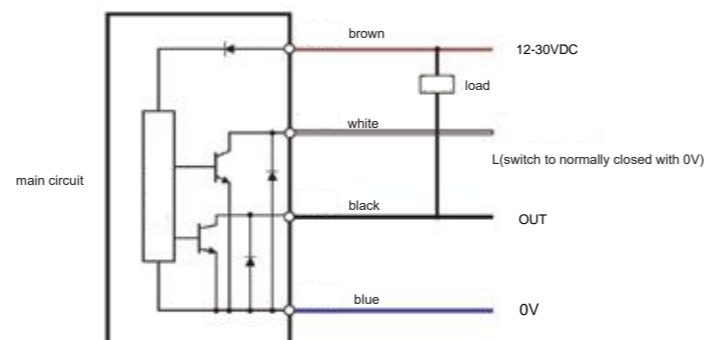 brown
12-30VDC
load
white
L(switch to normally closed with 0V)
main circuit
black
OUT
blue
0V